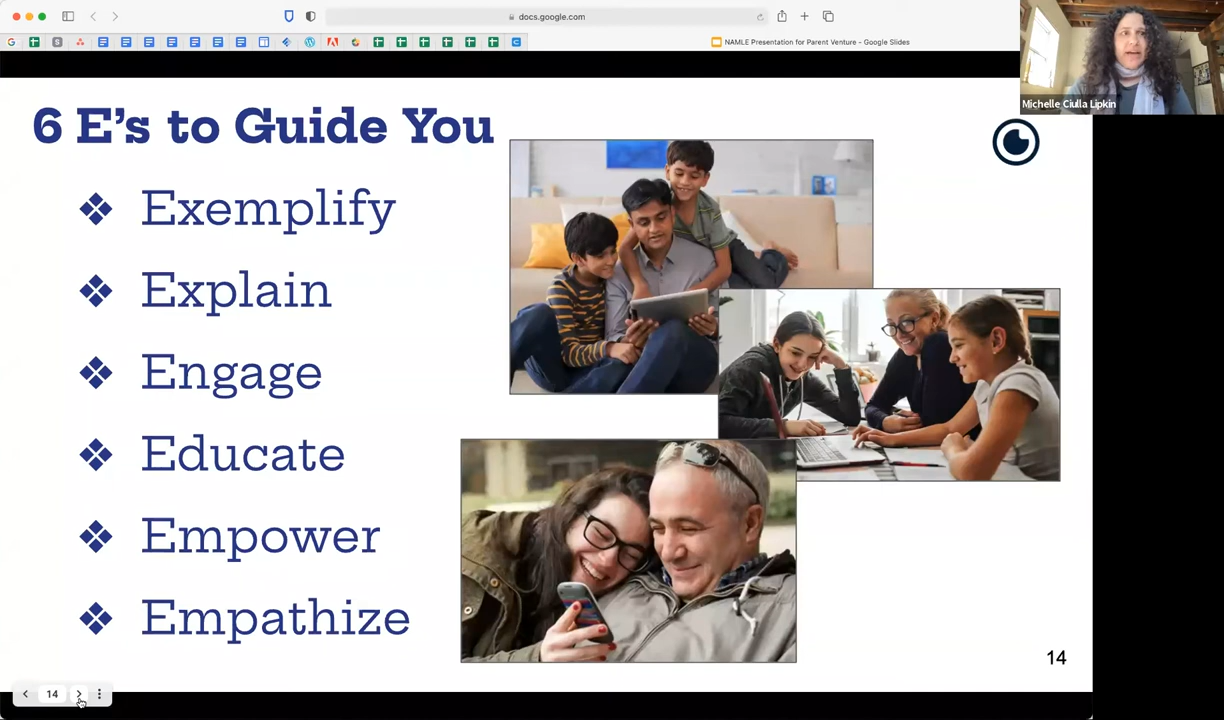 docs.google.com
NAMLE Presentation for Parent Venture - Google Slides
Michelle Ciulla Lipkin
6 E’s to Guide You
❖ Exemplify
❖ Explain
❖ Engage
❖ Educate
❖ Empower
❖ Empathize
14
14